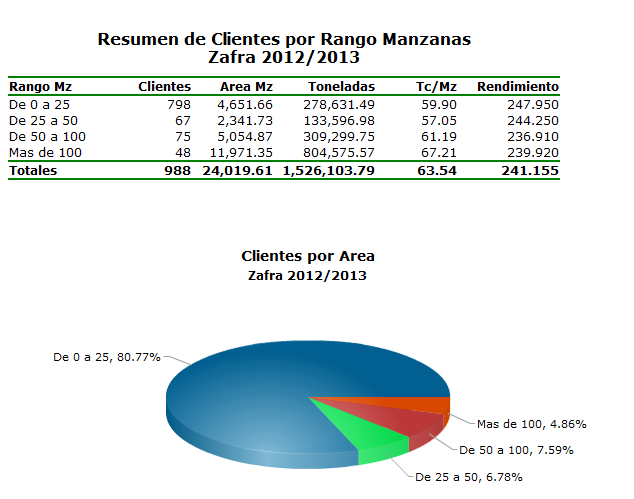 Resumen de Clientes por Rango Manzanas
Zafra 2012/2013
Rango Mz Clientes Area Mz Toneladas Tc/Mz Rendimiento
De 0 a 25 798 4,651.66 278,631.49 59.90 247.950
De 25 a 50 67 2,341.73 133,596.98 57.05 244.250
De 50 a 100 75 5,054.87 309,299.75 61.19 236.910
Mas de 100 48 11,971.35 804,575.57 67.21 239.920
Totales 988 24,019.61 1,526,103.79 63.54 241.155
Clientes por Area
Zafra 2012/2013
De 0 a 25, 80.77%
Mas de 100, 4.86%
De 50 a 100, 7.59%
De 25 a 50, 6.78%